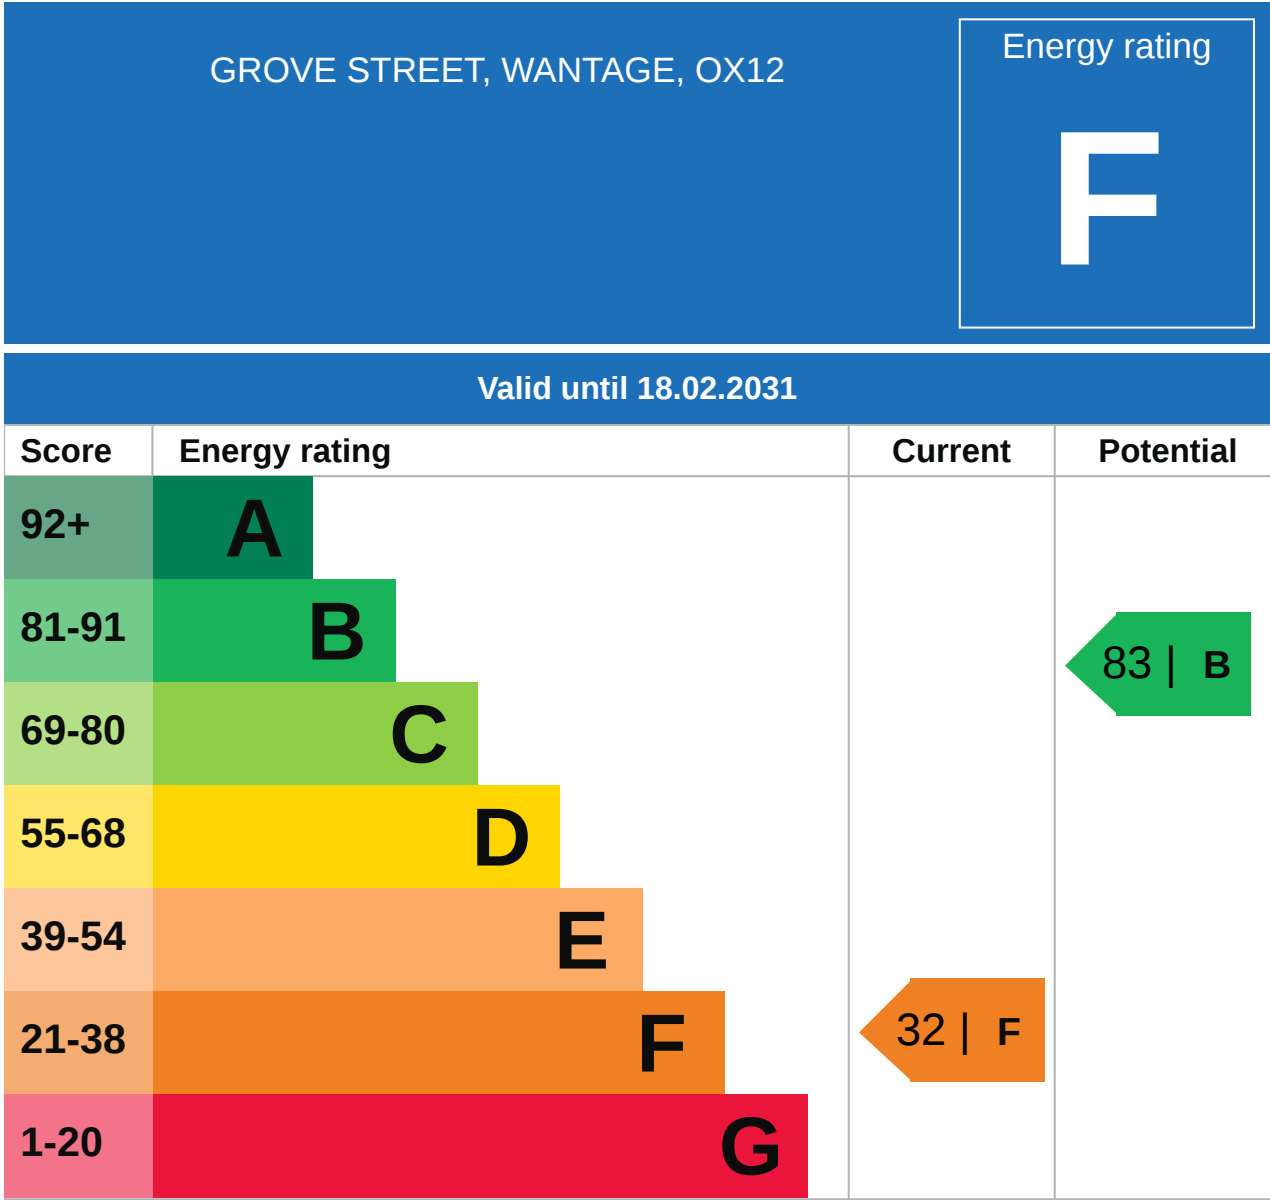 GROVE STREET, WANTAGE, OX12
Energy rating
F
Valid until 18.02.2031
Score Energy rating Current Potential
92+ A
81-91 B
83 | B
69-80 C
55-68 D
39-54 E
21-38 F
32 | F
1-20 G